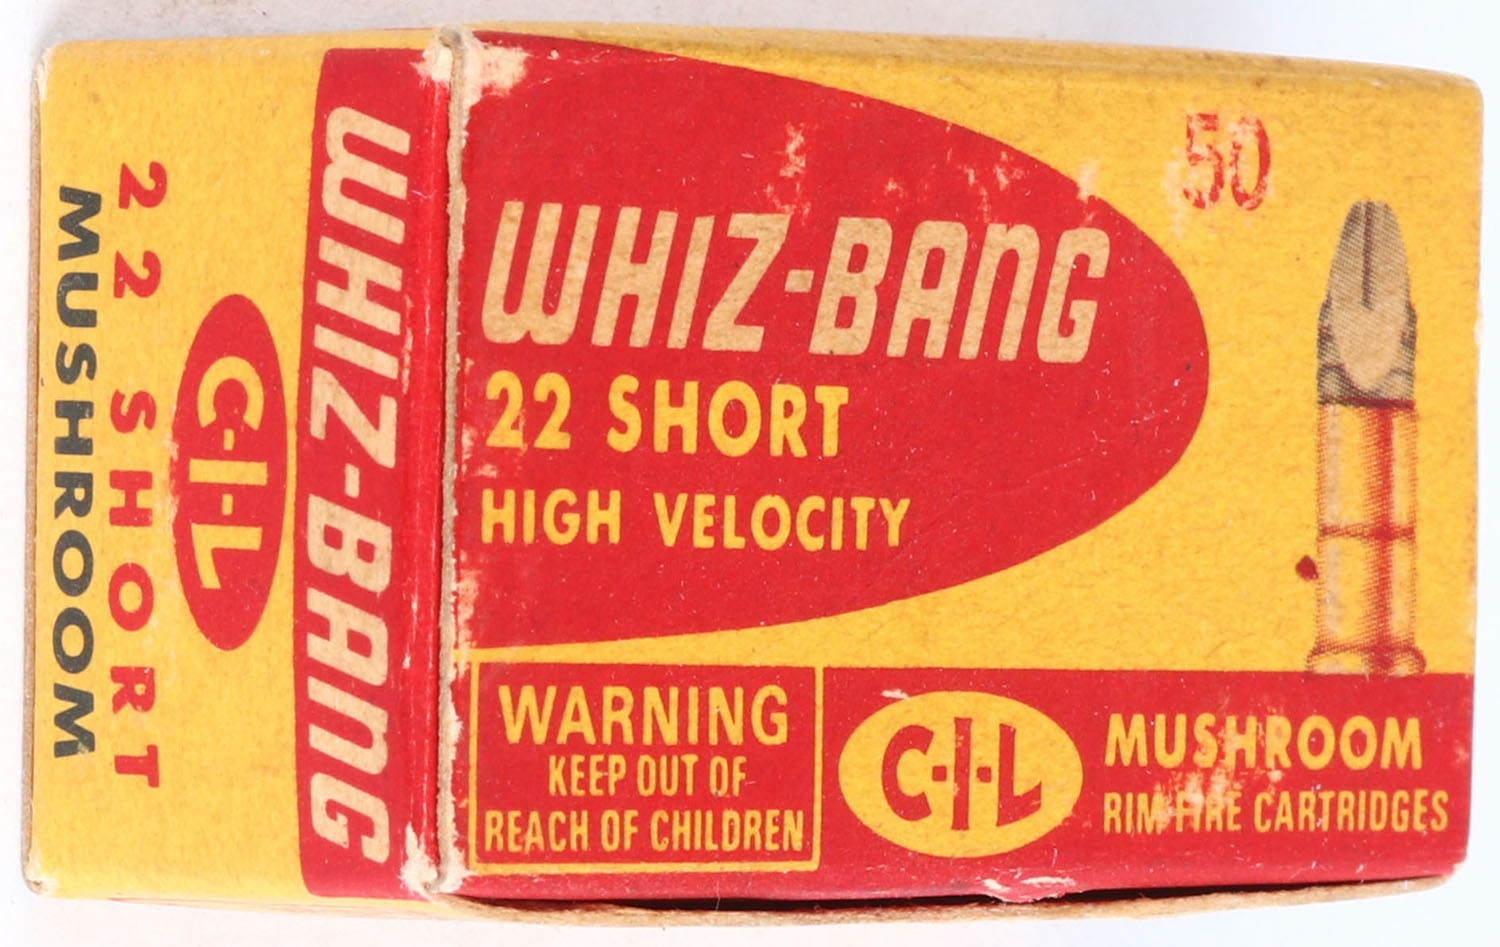 50
WHIZ-BANG
22 SHORT
HIGH VELOCITY
WARNING
KEEP OUT OF
REACH OF CHILDREN
C-I-L
MUSHROOM
RIM FIRE CARTRIDGES
WHIZ-BANG
C-I-L
22 SHORT
MUSHROOM